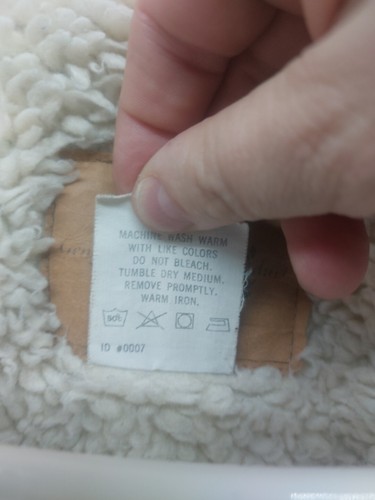 MACHINE WASH WARM
WITH LIKE COLORS
DO NOT BLEACH.
TUMBLE DRY MEDIUM.
REMOVE PROMPTLY.
WARM IRON.
ID #0007